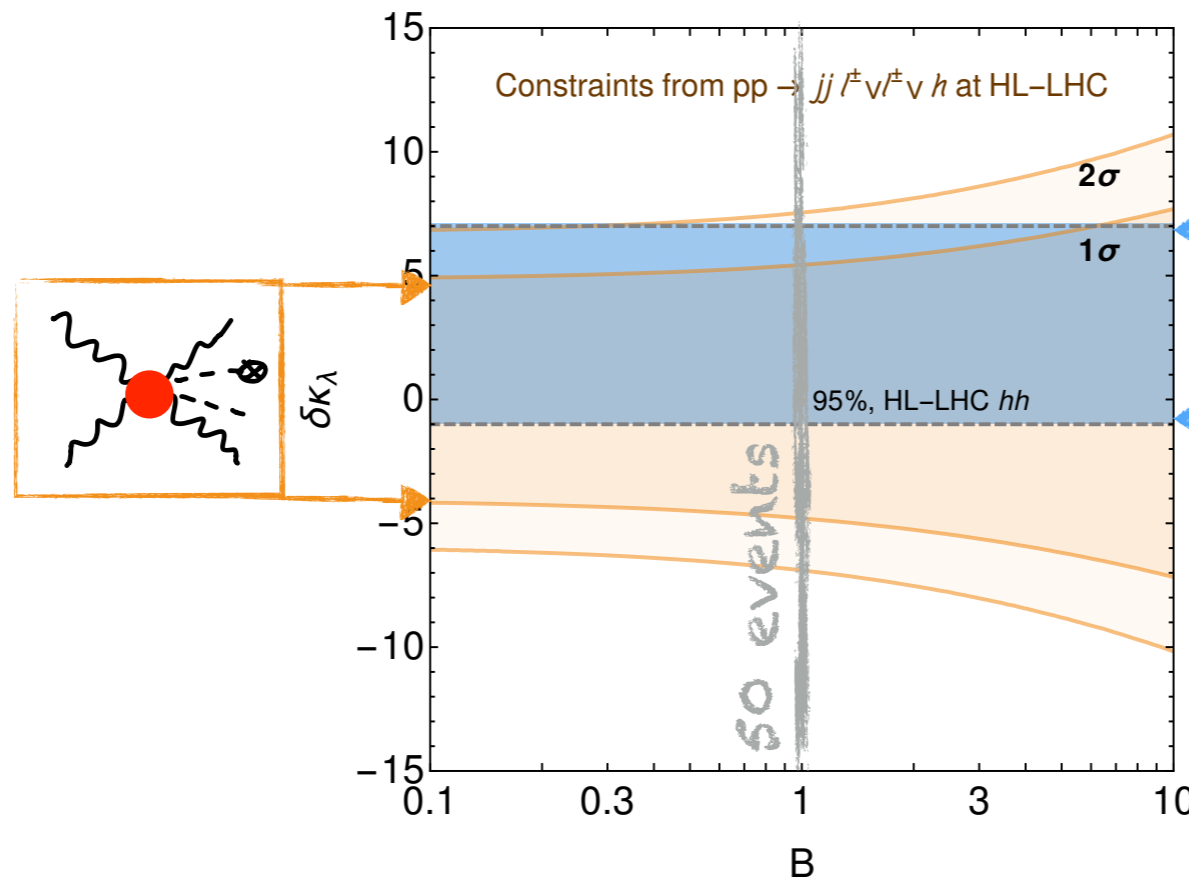 15
Constraints from pp → jj l±νl±ν h at HL–LHC
10
2σ
1σ
5
δκλ
0
95%, HL–LHC hh
−5
50 events
−10
−15
0.1 0.3 1 3 10
B